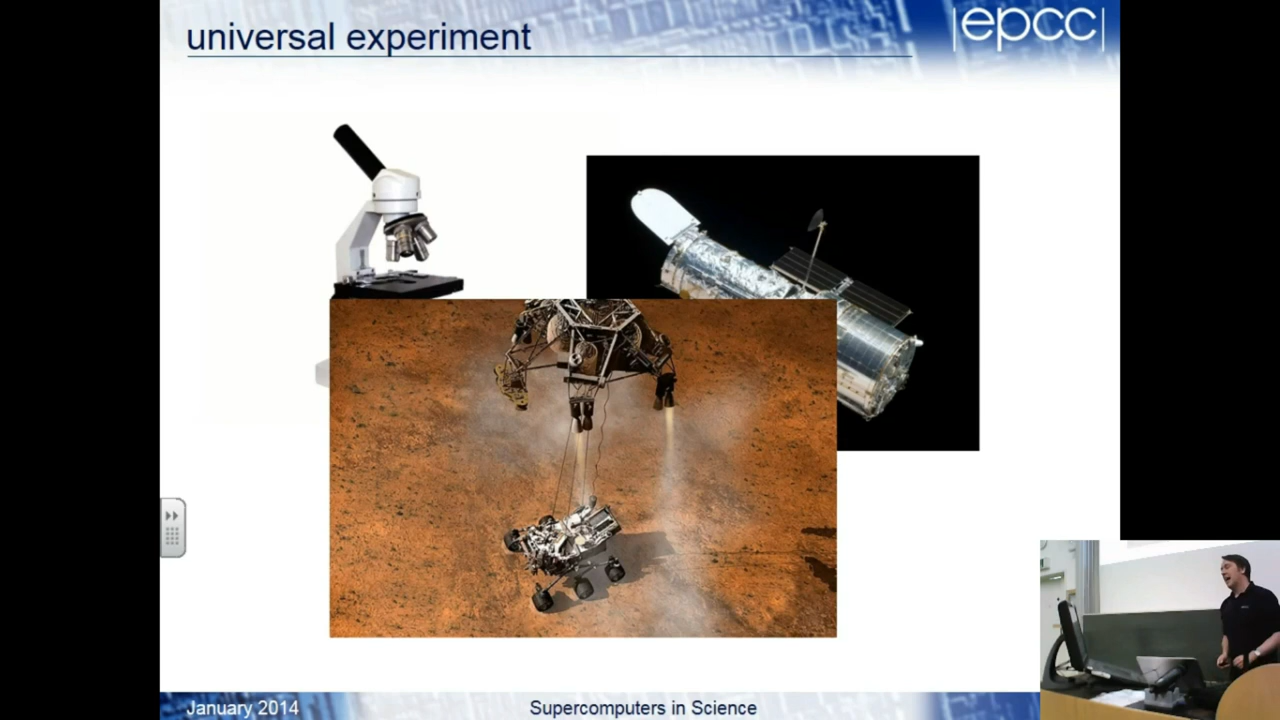 universal experiment
|epcc|
January 2014
Supercomputers in Science